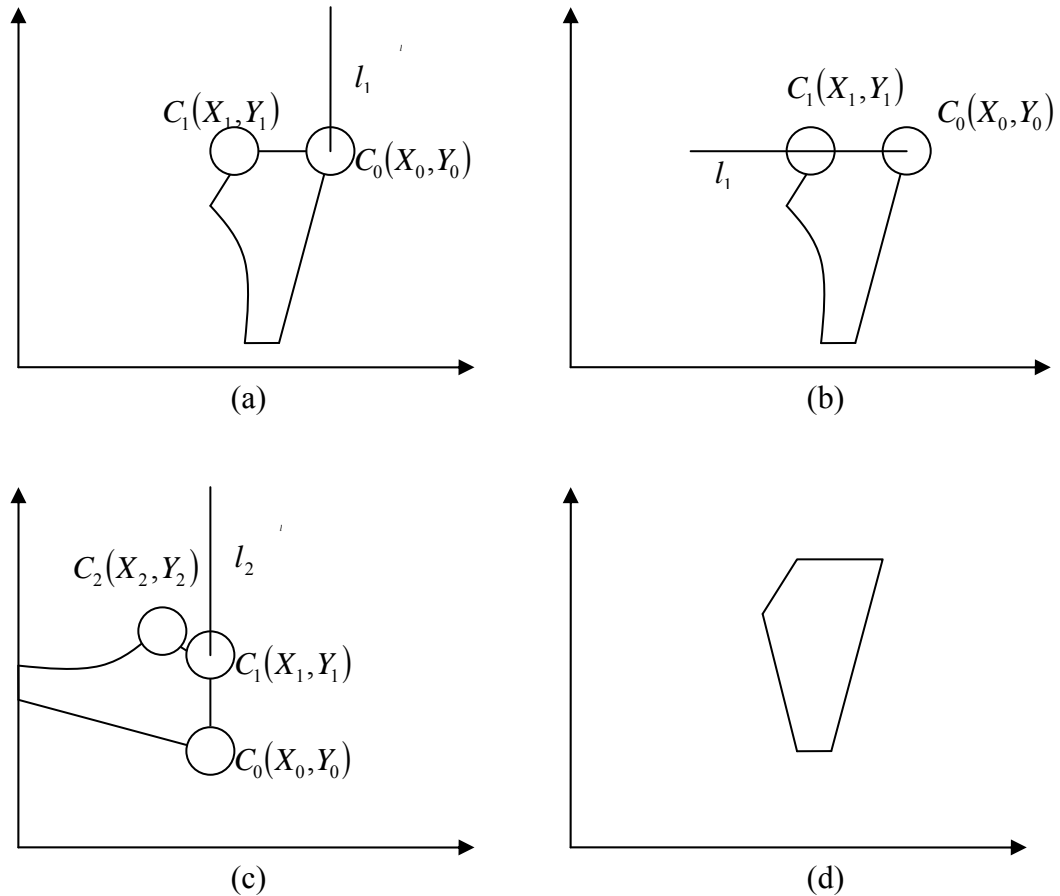 l₁
l
C₁(X₁,Y₁)
C₀(X₀,Y₀)
(a)
C₁(X₁,Y₁)
C₀(X₀,Y₀)
l₁
(b)
l
l₂
C₂(X₂,Y₂)
C₁(X₁,Y₁)
C₀(X₀,Y₀)
(c)
(d)